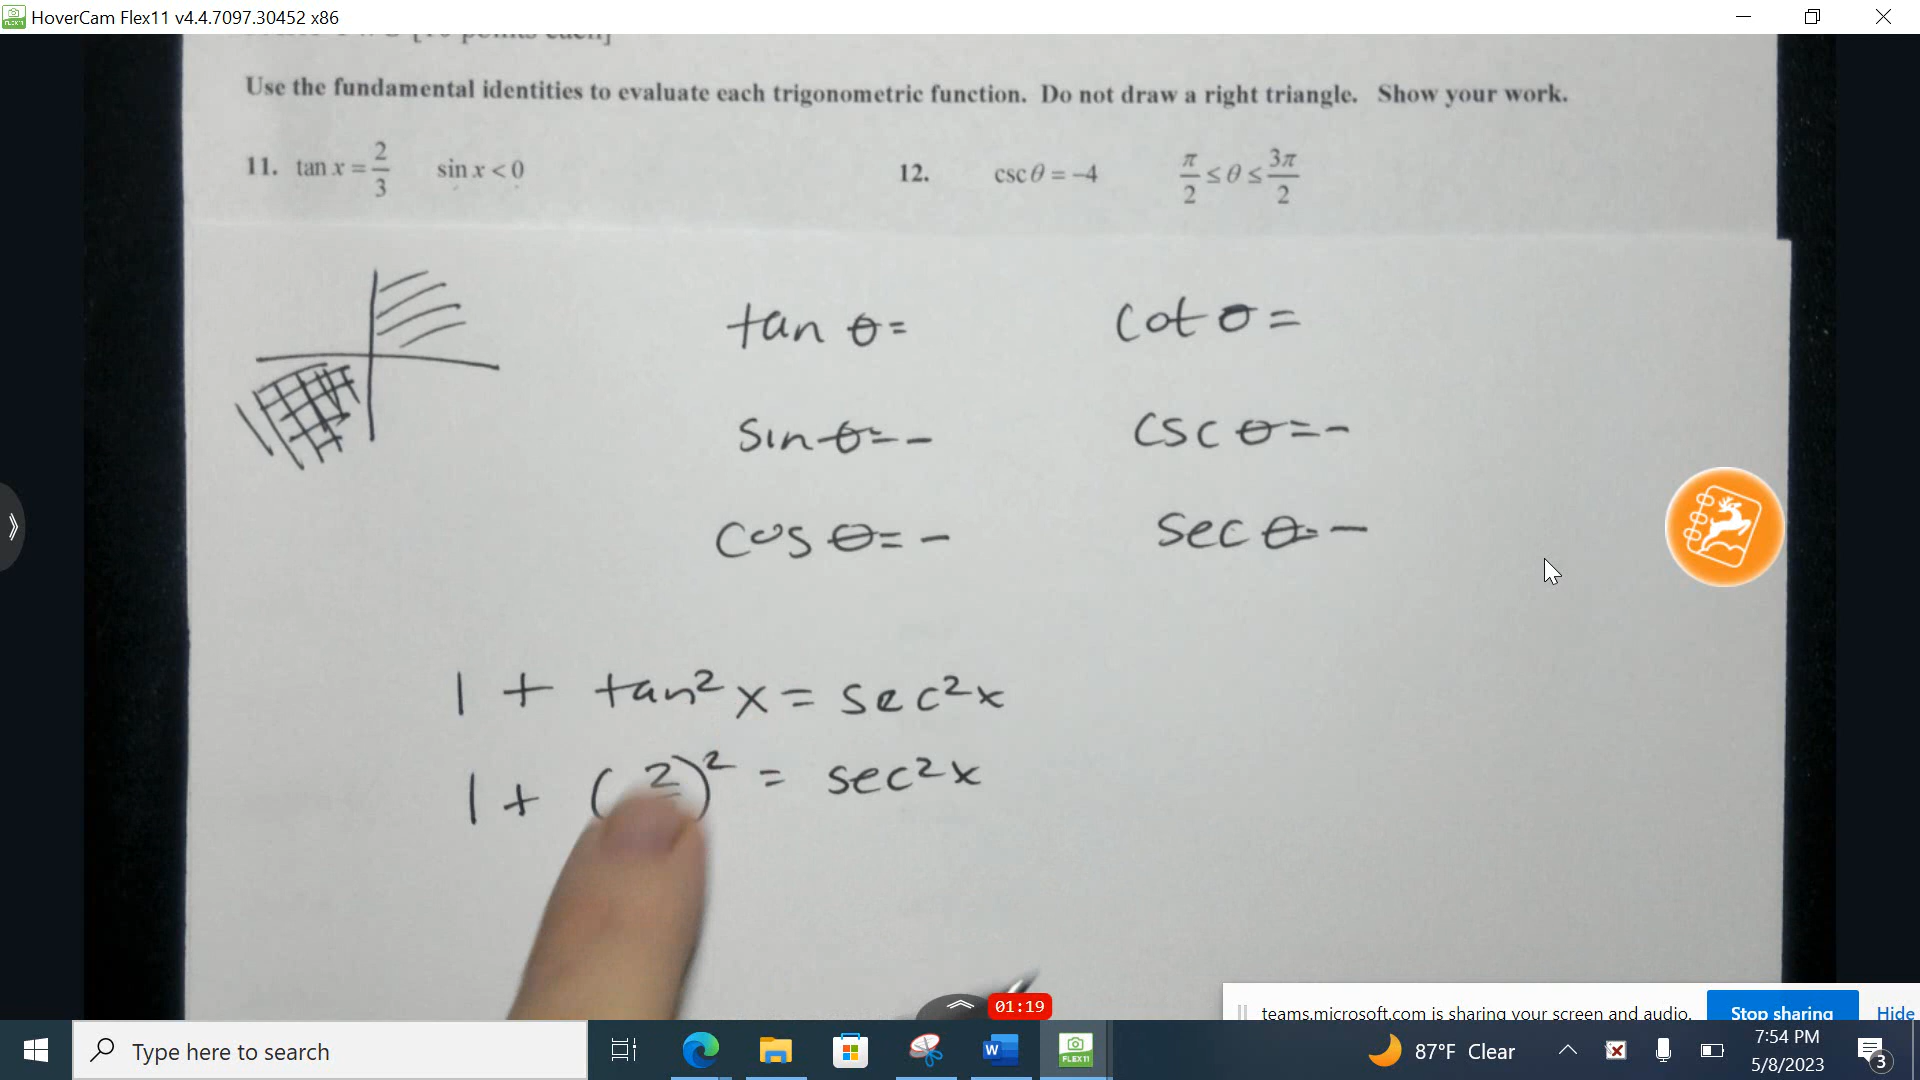 HoverCam Flex11 v4.4.7097.30452 x86
Use the fundamental identities to evaluate each trigonometric function. Do not draw a right triangle. Show your work.
11. tan x = 2/3 sin x < 0
12. csc θ = -4 π/2 ≤ θ ≤ 3π/2
tan θ =
cot θ =
sin θ = -
csc θ = -
cos θ = -
sec θ = -
1 + tan²x = sec²x
1 + (2)² = sec²x
01:19
teams.microsoft.com is sharing your screen and audio.
Stop sharing
Hide
Type here to search
FLEX11
87°F Clear
7:54 PM
5/8/2023
3